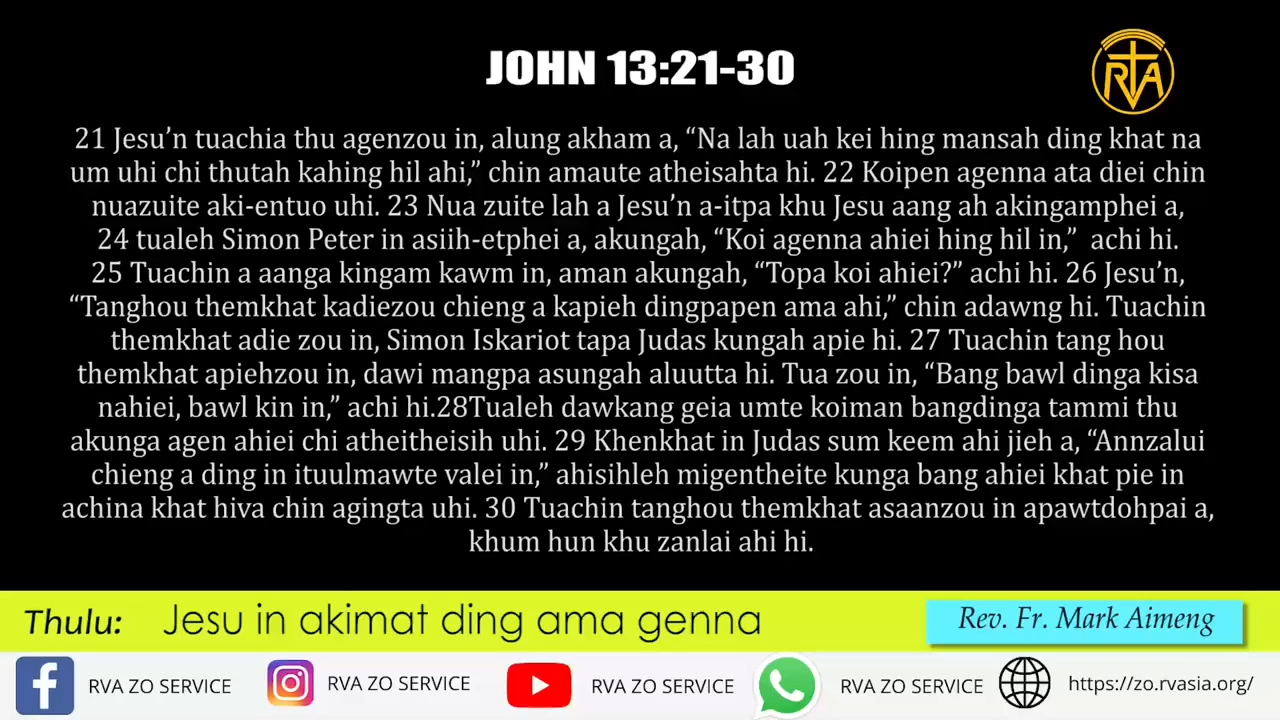 JOHN 13:21-30
RVA
21 Jesu’n tuachia thu agenzou in, alung akham a, “Na lah uah kei hing mansah ding khat na
um uhi chi thutah kahing hil ahi,” chin amaute atheisahta hi. 22 Koipen agenna ata diei chin
nuazuite aki-entuo uhi. 23 Nua zuite lah a Jesu’n a-itpa khu Jesu aang ah akingamphei a,
24 tualeh Simon Peter in asiih-etphei a, akungah, “Koi agenna ahiei hing hil in,” achi hi.
25 Tuachin a aanga kingam kawm in, aman akungah, “Topa koi ahiei?” achi hi. 26 Jesu’n,
“Tanghou themkhat kadiezou chieng a kapieh dingpapen ama ahi,” chin adawng hi. Tuachin
themkhat adie zou in, Simon Iskariot tapa Judas kungah apie hi. 27 Tuachin tang hou
themkhat apiehzou in, dawi mangpa asungah aluutta hi. Tua zou in, “Bang bawl dinga kisa
nahiei, bawl kin in,” achi hi.28Tualeh dawkang geia umte koiman bangdinga tammi thu
akunga agen ahiei chi atheitheisih uhi. 29 Khenkhat in Judas sum keem ahi jieh a, “Annzalui
chieng a ding in ituulmawte valei in,” ahisihleh migentheite kunga bang ahiei khat pie in
achina khat hiva chin agingta uhi. 30 Tuachin tanghou themkhat asaanzou in apawtdohpai a,
khum hun khu zanlai ahi hi.
Thulu: Jesu in akimat ding ama genna
Rev. Fr. Mark Aimeng
RVA ZO SERVICE RVA ZO SERVICE RVA ZO SERVICE RVA ZO SERVICE https://zo.rvasia.org/